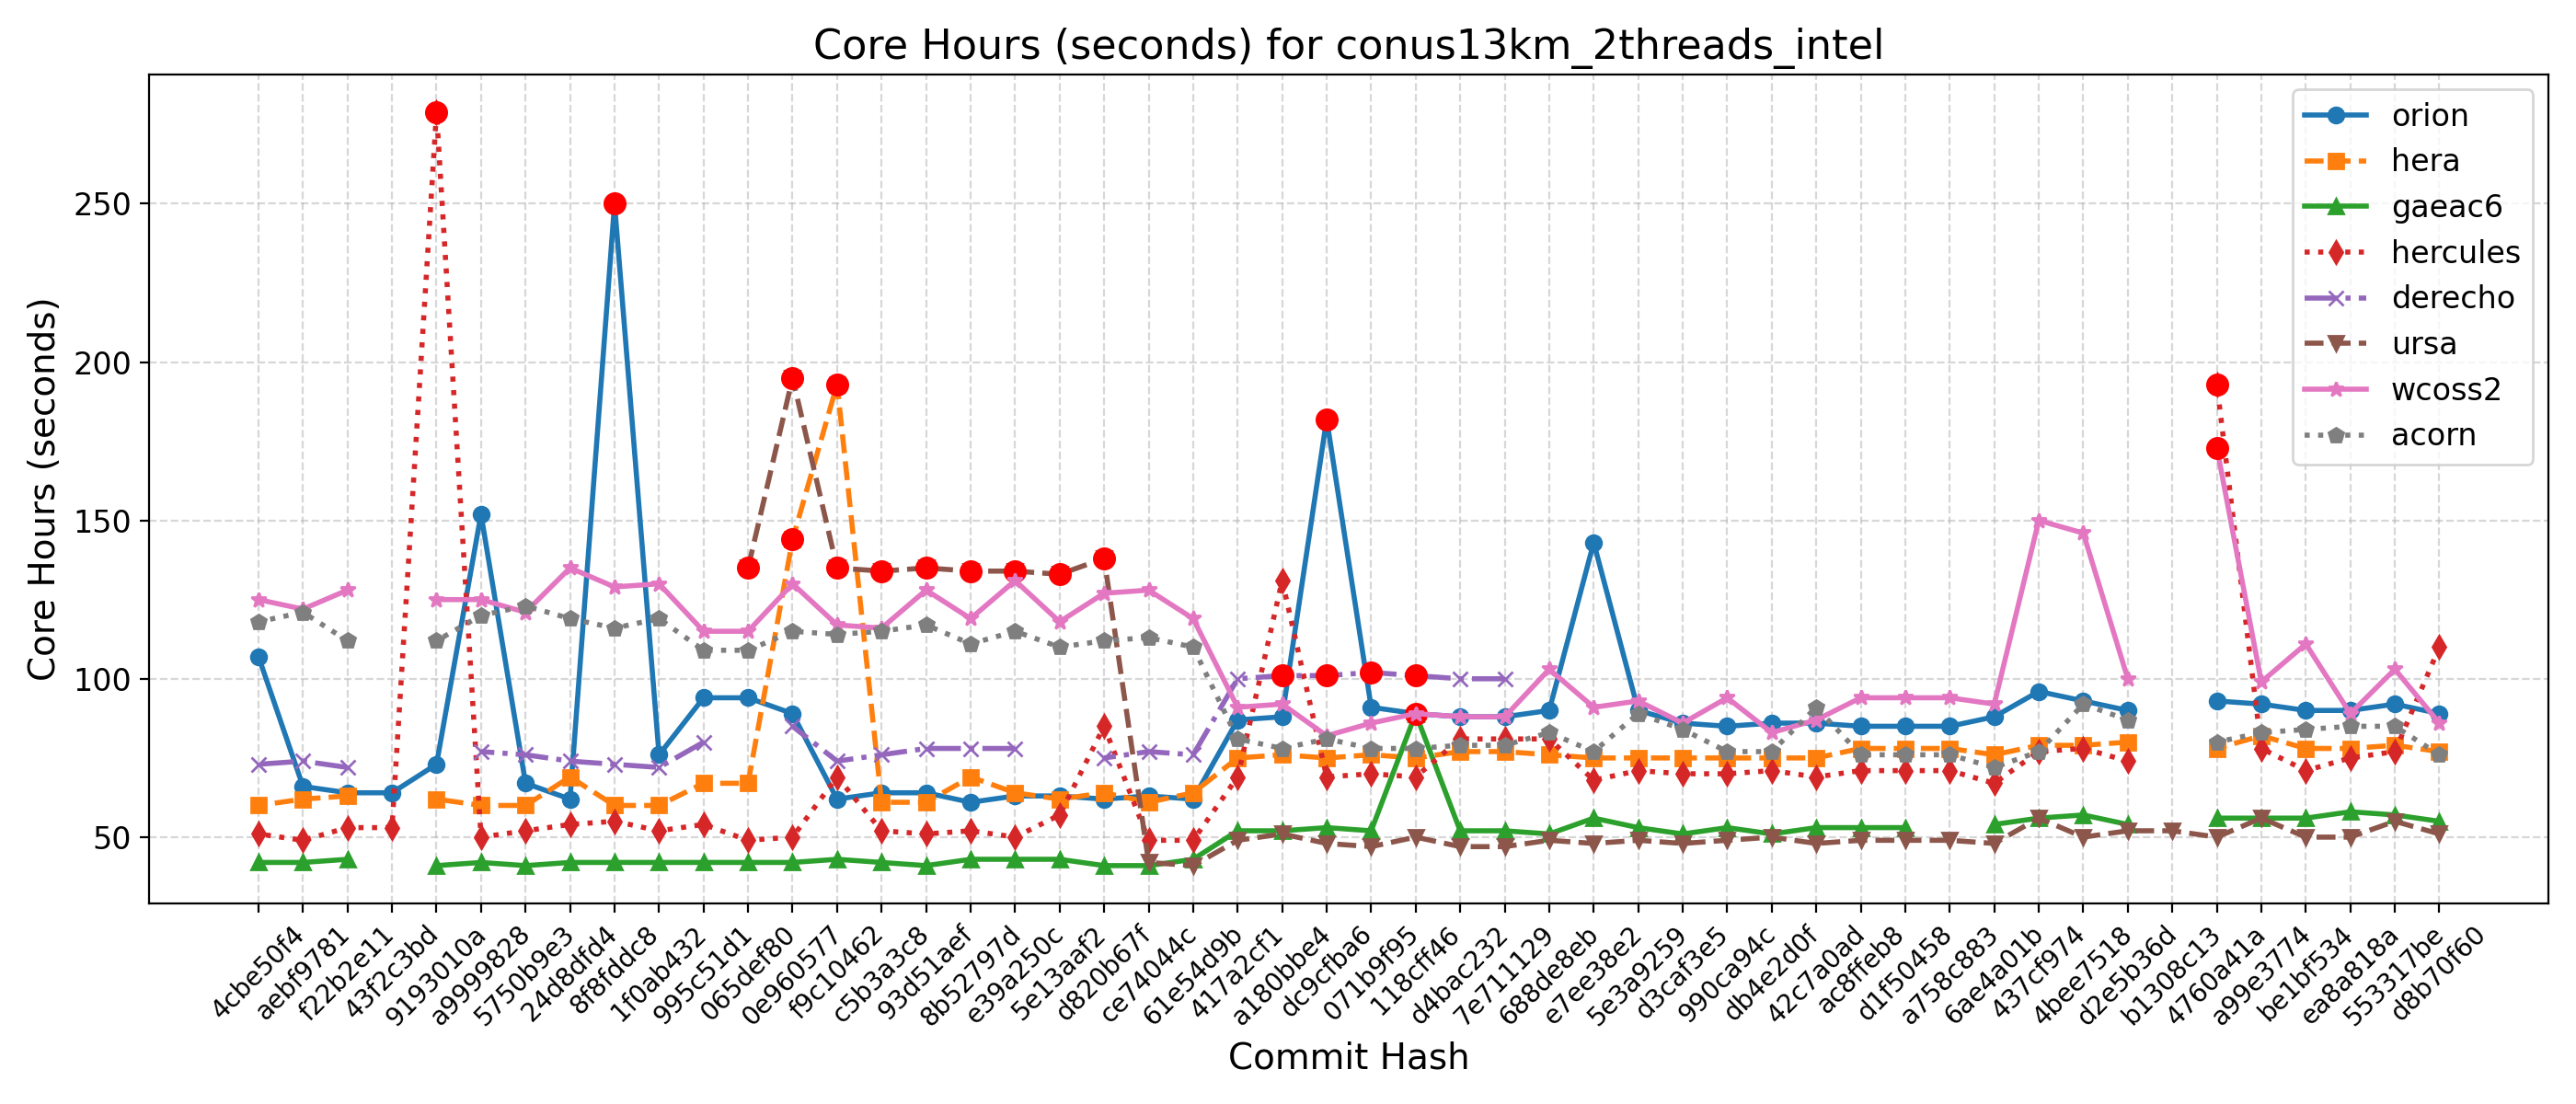 Core Hours (seconds) for conus13km_2threads_intel
Core Hours (seconds)
250
200
150
100
50
orion
hera
gaeac6
hercules
derecho
ursa
wcoss2
acorn
4cbe50f4
aebf9781
f22b2e11
43f2c3bd
9193010a
a9999828
5750b9e3
24d8dfd4
8f8fddc8
1f0ab432
995c51d1
065def80
0e960577
f9c10462
c5b3a3c8
93d51aef
8b52797d
e39a250c
5e13aaf2
d820b67f
ce74044c
61e54d9b
417a2cf1
a180bbe4
dc9cfba6
071b9f95
118cff46
d4bac232
7e711129
688de8eb
e7ee38e2
5e3a9259
d3caf3e5
990ca94c
db4e2d0f
42c7a0ad
ac8ffeb8
d1f50458
a758c883
6ae4a01b
437cf974
4bee7518
d2e5b36d
b1308c13
4760a41a
a99e3774
be1bf534
ea8a818a
553317be
d8b70f60
Commit Hash